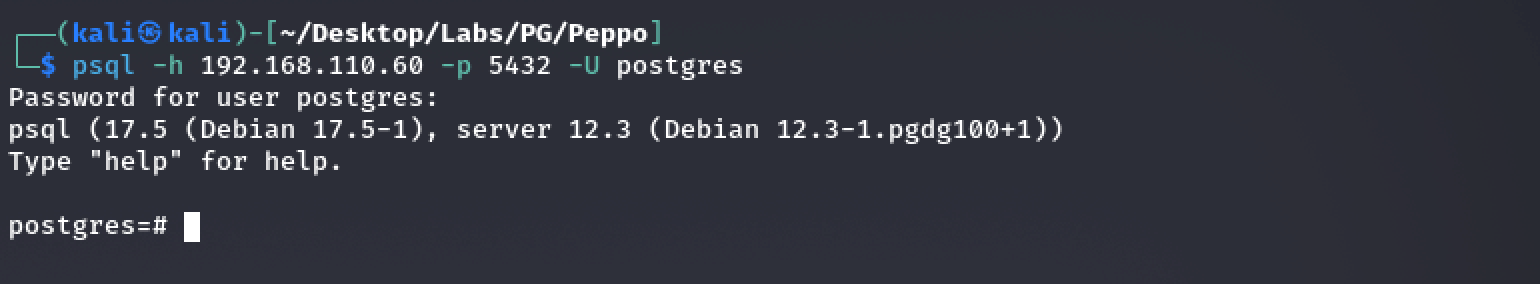 ┌──(kali㉿kali)-[~/Desktop/Labs/PG/Peppo]
└─$ psql -h 192.168.110.60 -p 5432 -U postgres
Password for user postgres:
psql (17.5 (Debian 17.5-1), server 12.3 (Debian 12.3-1.pgdg100+1))
Type "help" for help.
postgres=#